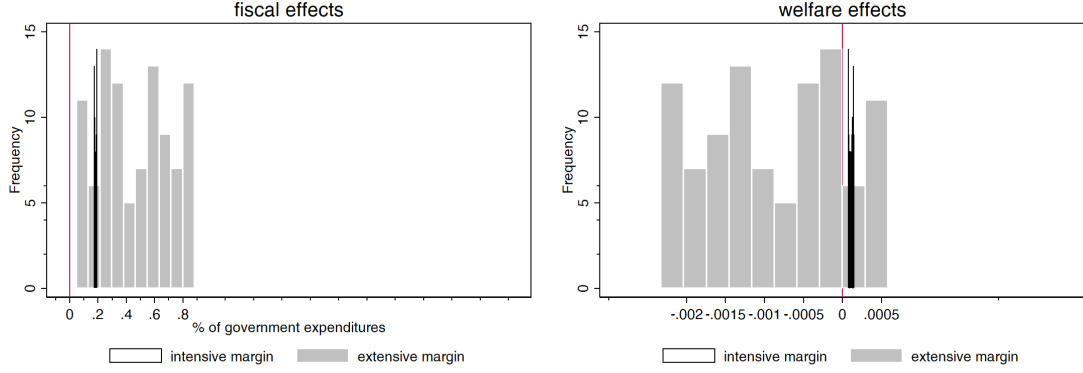 fiscal effects
15
10
5
0
Frequency
0 .2 .4 .6 .8
% of government expenditures
intensive margin extensive margin
welfare effects
15
10
5
0
Frequency
-.002 -.0015 -.001 -.0005 0 .0005
intensive margin extensive margin